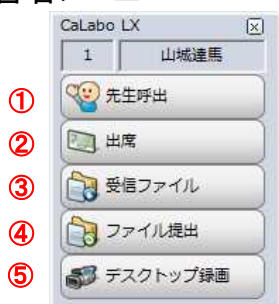 CaLabo LX
1 山城達馬
① 先生呼出
② 出席
③ 受信ファイル
④ ファイル提出
⑤ デスクトップ録画